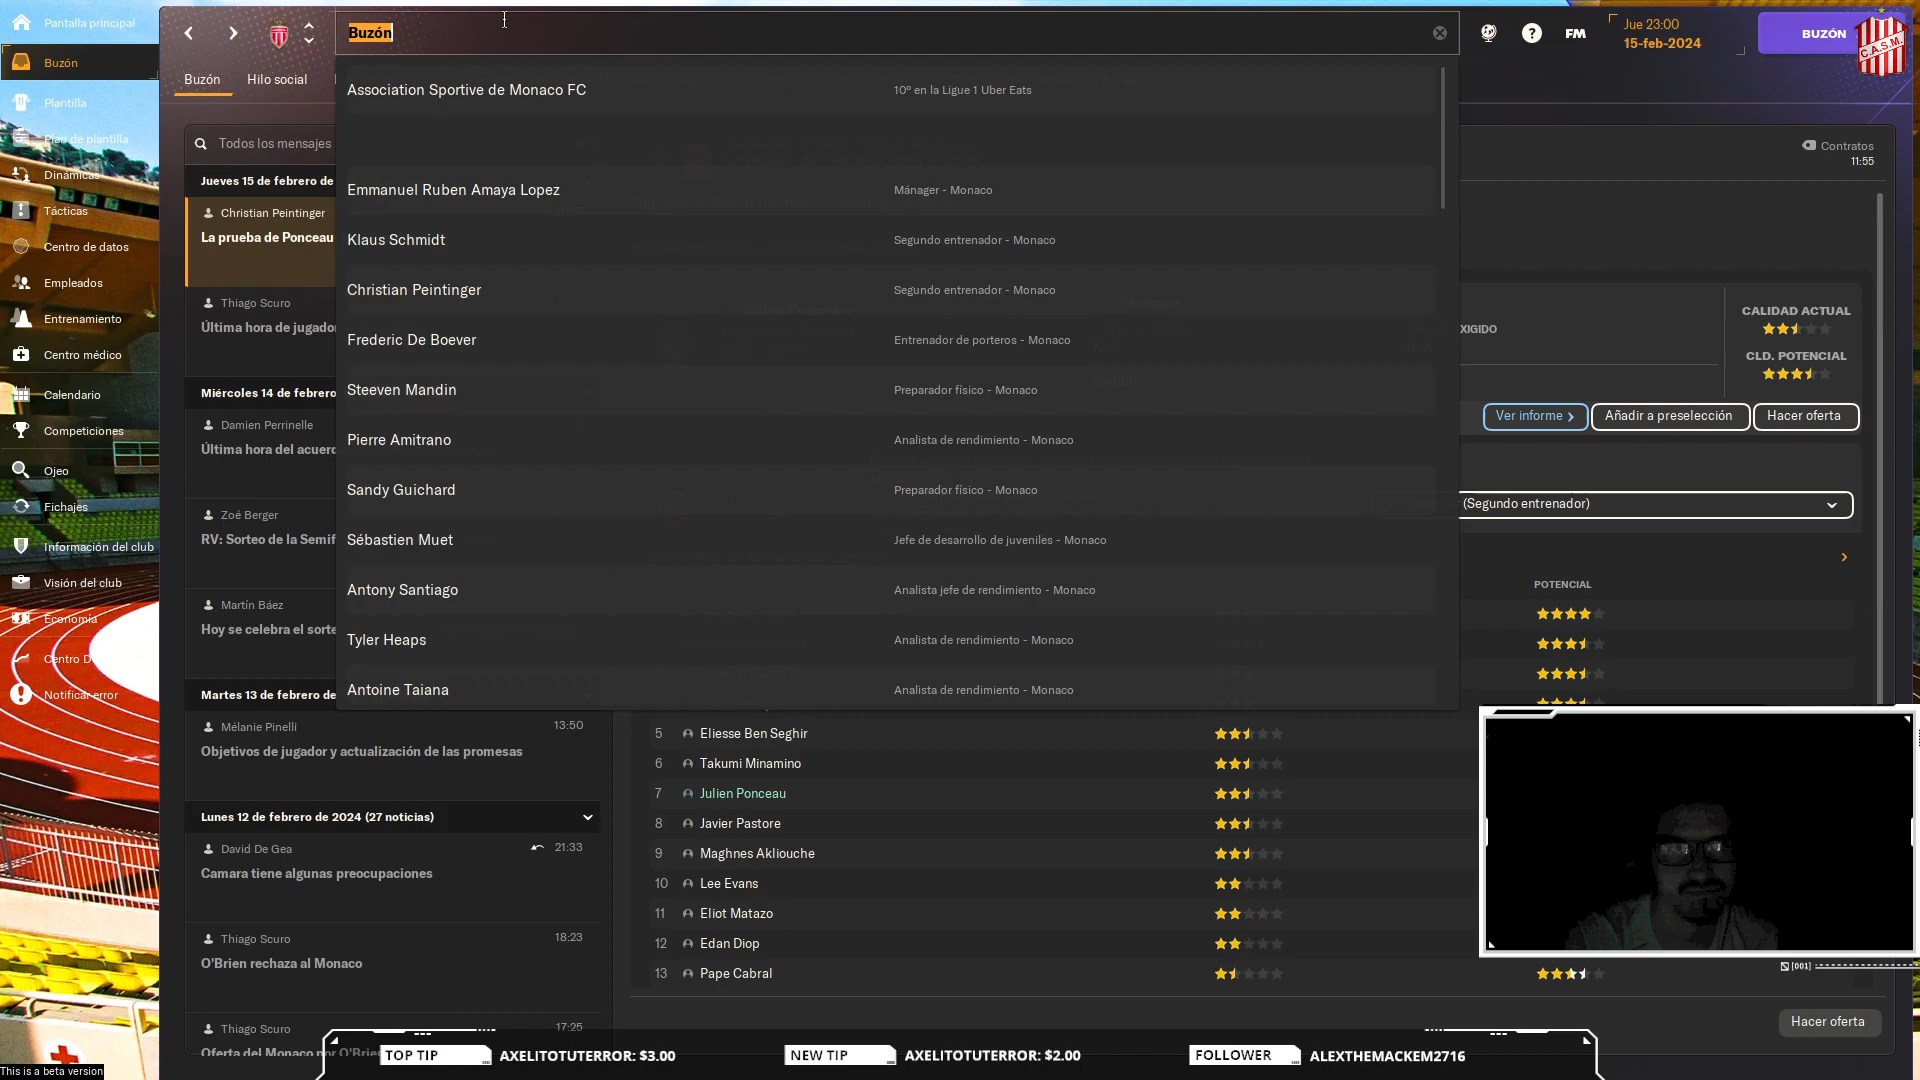 Pantalla principal
Buzón
Plantilla
Plan de plantilla
Dinámicas
Tácticas
Centro de datos
Empleados
Entrenamiento
Centro médico
Calendario
Competiciones
Ojeo
Fichajes
Información del club
Visión del club
Economía
Centro D
Notificar error
This is a beta version
Buzón
Buzón
Hilo social
FM
Jue 23:00
15-feb-2024
BUZÓN
C.A.S.M.
Todos los mensajes
Jueves 15 de febrero de
Christian Peintinger
La prueba de Ponceau
Thiago Scuro
Última hora de jugador
Miércoles 14 de febrero
Damien Perrinelle
Última hora del acuerd
Zoé Berger
RV: Sorteo de la Semif
Martín Báez
Hoy se celebra el sorte
Martes 13 de febrero de
Mélanie Pinelli 13:50
Objetivos de jugador y actualización de las promesas
Lunes 12 de febrero de 2024 (27 noticias)
David De Gea 21:33
Camara tiene algunas preocupaciones
Thiago Scuro 18:23
O'Brien rechaza al Monaco
Thiago Scuro 17:25
Oferta del Monaco por O'Brie
Association Sportive de Monaco FC 10º en la Ligue 1 Uber Eats
Emmanuel Ruben Amaya Lopez Mánager - Monaco
Klaus Schmidt Segundo entrenador - Monaco
Christian Peintinger Segundo entrenador - Monaco
Frederic De Boever Entrenador de porteros - Monaco
Steeven Mandin Preparador físico - Monaco
Pierre Amitrano Analista de rendimiento - Monaco
Sandy Guichard Preparador físico - Monaco
Sébastien Muet Jefe de desarrollo de juveniles - Monaco
Antony Santiago Analista jefe de rendimiento - Monaco
Tyler Heaps Analista de rendimiento - Monaco
Antoine Taiana Analista de rendimiento - Monaco
Contratos
11:55
XIGIDO
CALIDAD ACTUAL
CLD. POTENCIAL
Ver informe
Añadir a preselección
Hacer oferta
(Segundo entrenador)
POTENCIAL
5 Eliesse Ben Seghir
6 Takumi Minamino
7 Julien Ponceau
8 Javier Pastore
9 Maghnes Akliouche
10 Lee Evans
11 Eliot Matazo
12 Edan Diop
13 Pape Cabral
[001]
Hacer oferta
TOP TIP AXELITOTUTERROR: $3.00
NEW TIP AXELITOTUTERROR: $2.00
FOLLOWER ALEXTHEMACKEM2716